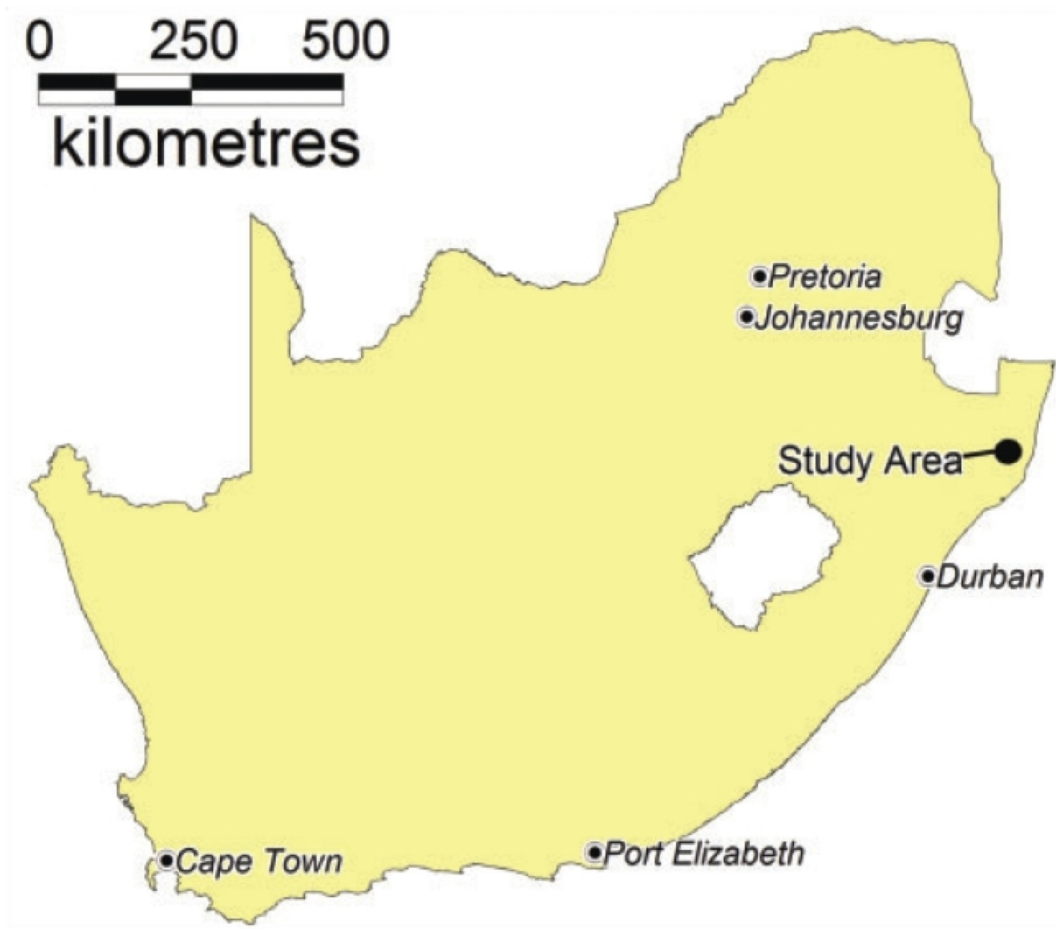 0 250 500
kilometres
Pretoria
Johannesburg
Study Area
Durban
Port Elizabeth
Cape Town